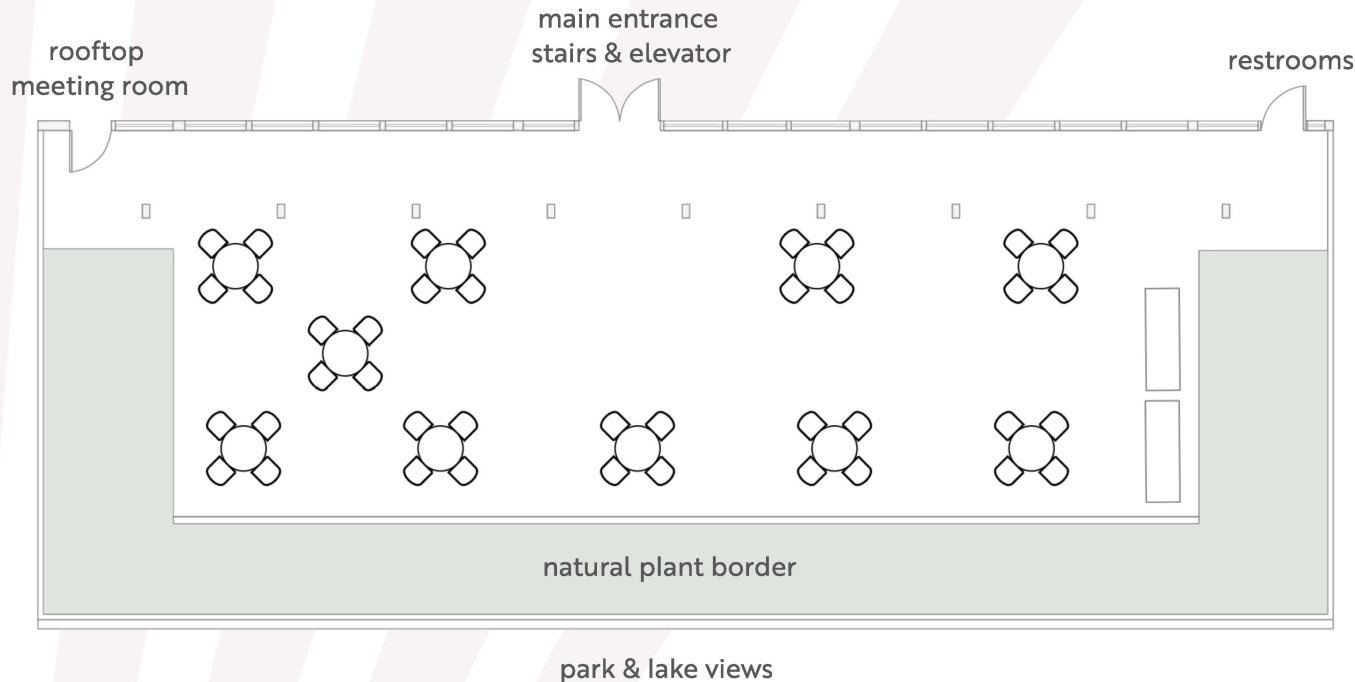 main entrance
stairs & elevator
rooftop
meeting room
restrooms
natural plant border
park & lake views